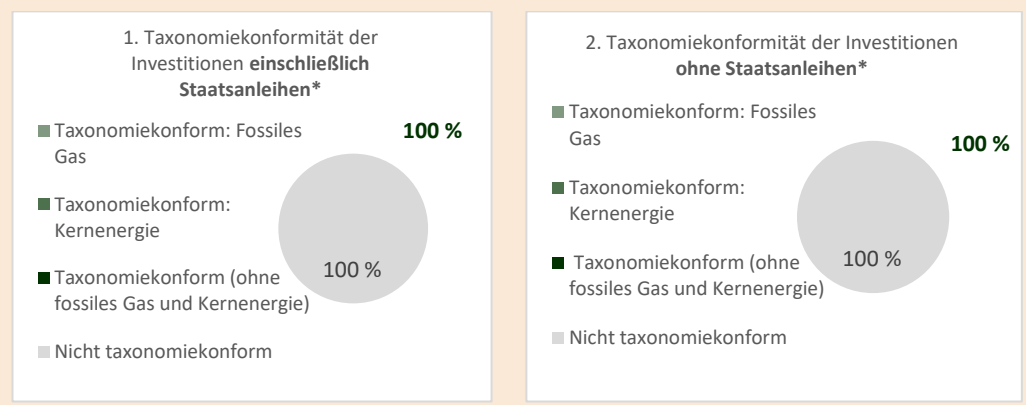 1. Taxonomiekonformität der
Investitionen einschließlich
Staatsanleihen*
Taxonomiekonform: Fossiles
Gas
Taxonomiekonform:
Kernenergie
Taxonomiekonform (ohne
fossiles Gas und Kernenergie)
Nicht taxonomiekonform
100 %
100 %
2. Taxonomiekonformität der Investitionen
ohne Staatsanleihen*
Taxonomiekonform: Fossiles
Gas
Taxonomiekonform:
Kernenergie
Taxonomiekonform (ohne
fossiles Gas und Kernenergie)
Nicht taxonomiekonform
100 %
100 %